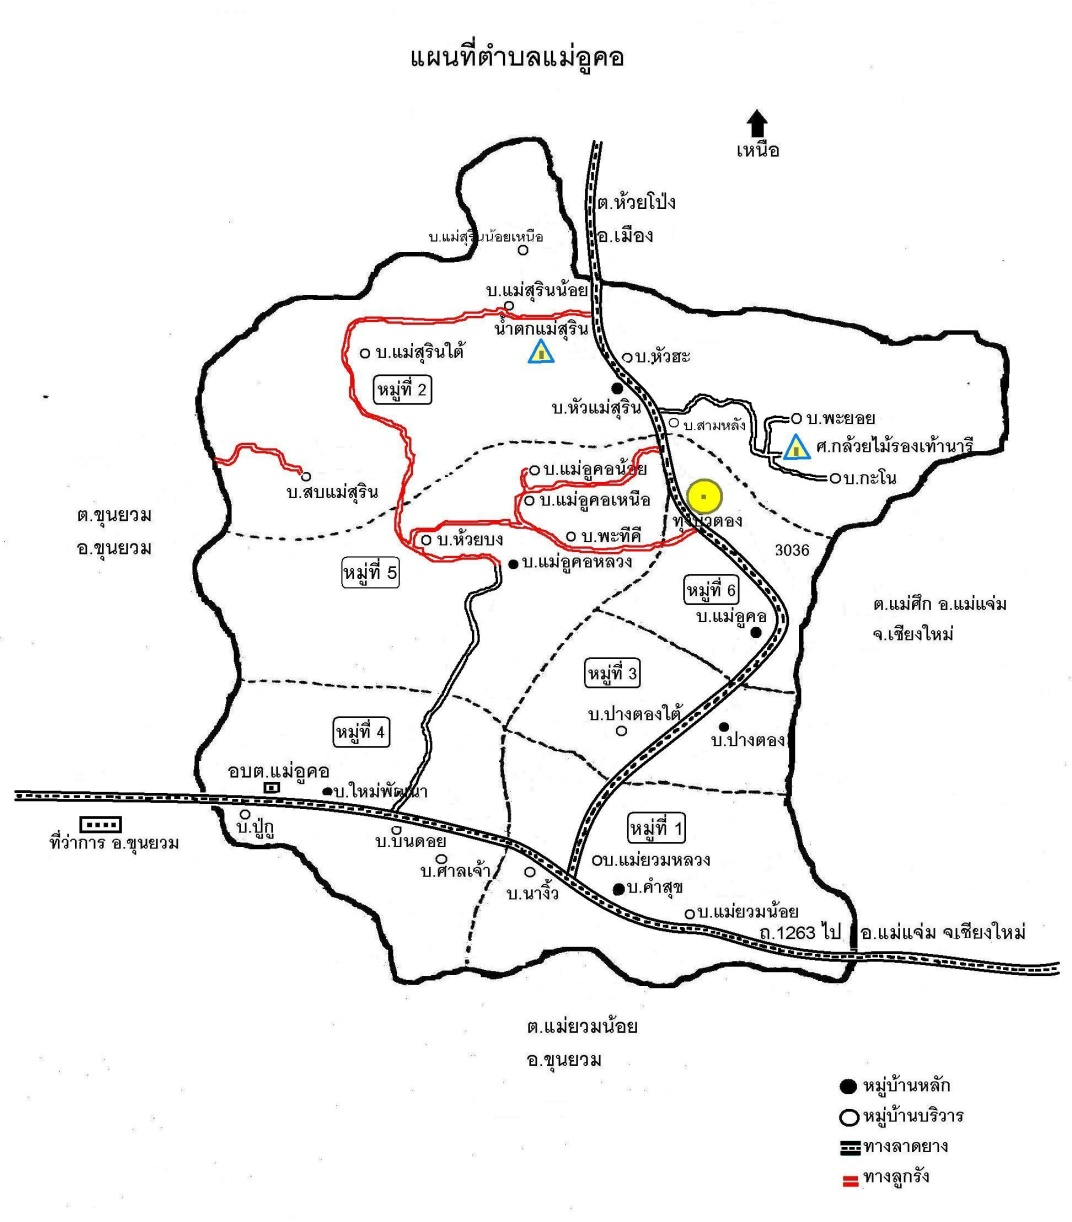 แผนที่ตำบลแม่อูคอ
เหนือ
ต.ห้วยโป่ง
อ.เมือง
บ.แม่สุรินน้อยเหนือ
บ.แม่สุรินน้อย
น้ำตกแม่สุริน
บ.แม่สุรินใต้
บ.หัวฮะ
หมู่ที่ 2
บ.หัวแม่สุริน
บ.สามหลัง
บ.พะยอย
ศ.กล้วยไม้รองเท้านารี
บ.กะโน
บ.สบแม่สุริน
บ.แม่อูคอน้อย
บ.แม่อูคอเหนือ
ทุ่งบัวตอง
ต.ขุนยวม
อ.ขุนยวม
บ.ห้วยบง
บ.พะทีคี
3036
หมู่ที่ 5
บ.แม่อูคอหลวง
หมู่ที่ 6
บ.แม่อูคอ
ต.แม่ศึก อ.แม่แจ่ม
จ.เชียงใหม่
หมู่ที่ 3
บ.ปางตองใต้
บ.ปางตอง
หมู่ที่ 4
อบต.แม่อูคอ
บ.ใหม่พัฒนา
บ.ปู่กู
ที่ว่าการ อ.ขุนยวม
บ.บนดอย
บ.ศาลเจ้า
บ.นางิ้ว
หมู่ที่ 1
บ.แม่ยวมหลวง
บ.คำสุข
บ.แม่ยวมน้อย
ถ.1263 ไป อ.แม่แจ่ม จ.เชียงใหม่
ต.แม่ยวมน้อย
อ.ขุนยวม
หมู่บ้านหลัก
หมู่บ้านบริวาร
ทางลาดยาง
ทางลูกรัง